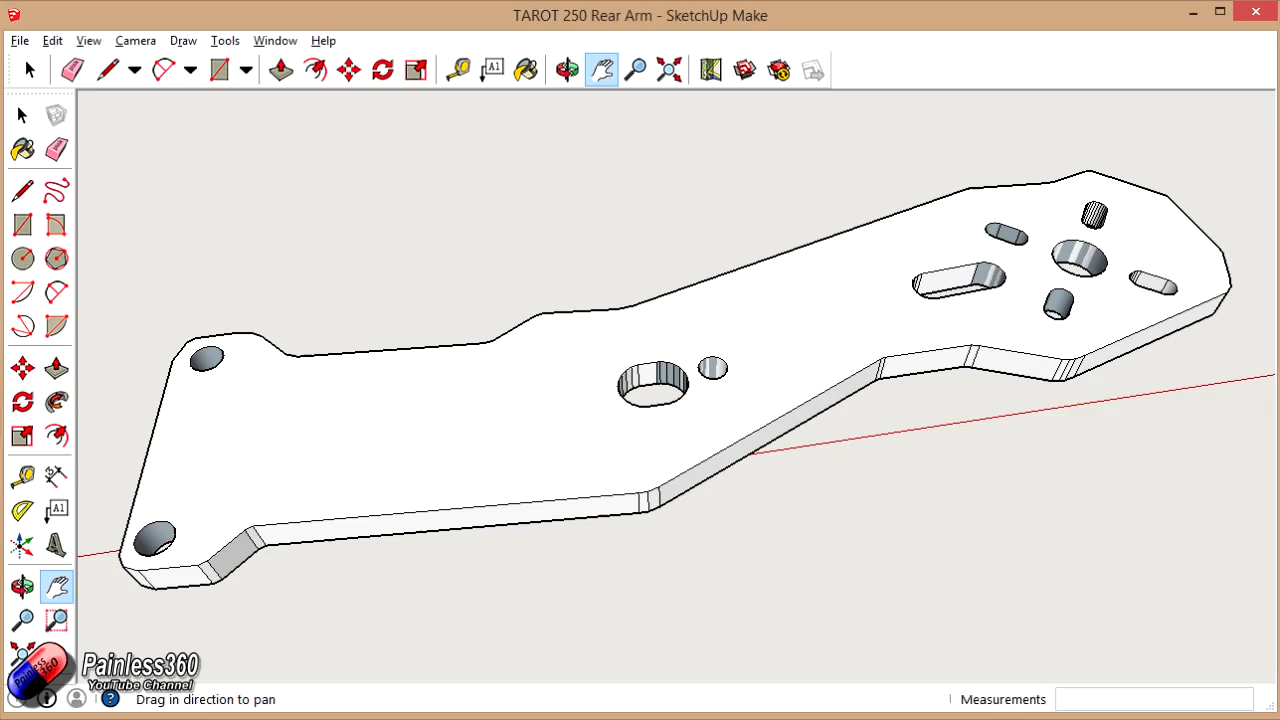 TAROT 250 Rear Arm - SketchUp Make
File Edit View Camera Draw Tools Window Help
A1
A1
Painless360
Painless360
YouTube Channel
Drag in direction to pan
Measurements